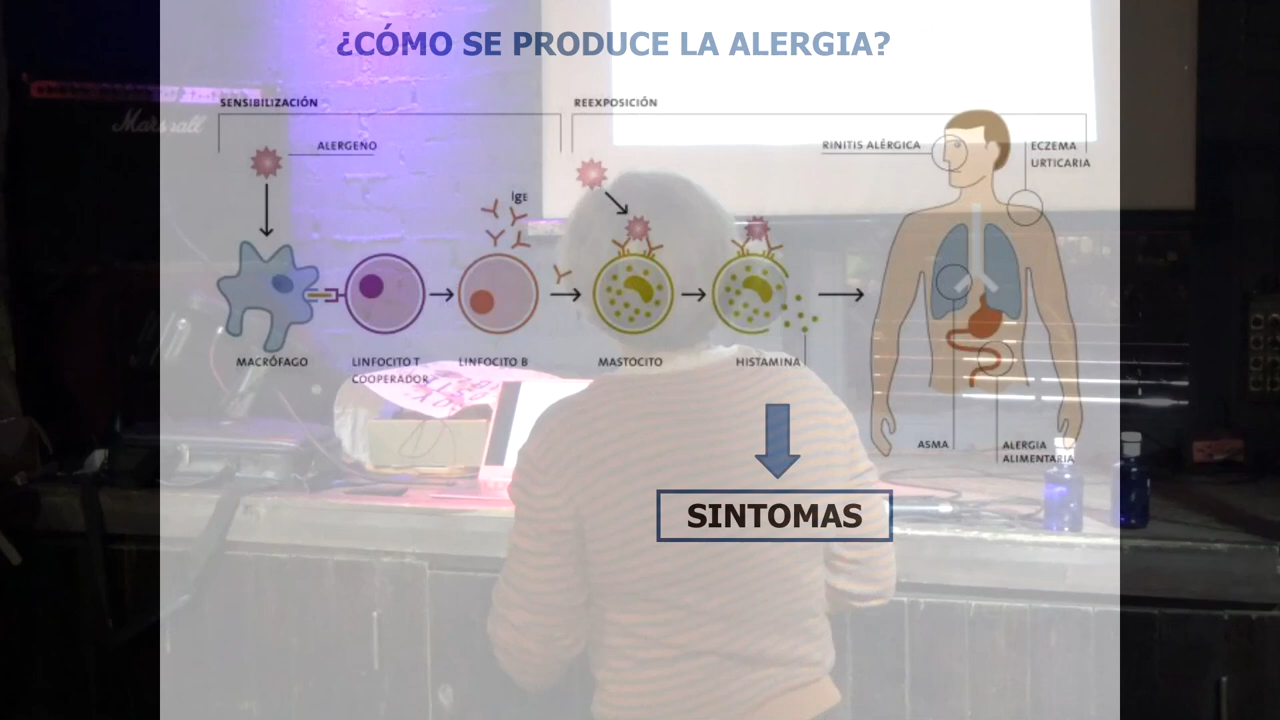 ¿CÓMO SE PRODUCE LA ALERGIA?
SENSIBILIZACIÓN
REEXPOSICIÓN
Marshall
ALERGENO
RINITIS ALÉRGICA
ECZEMA
URTICARIA
IgE
MACRÓFAGO
LINFOCITO T
COOPERADOR
LINFOCITO B
MASTOCITO
HISTAMINA
ASMA
ALERGIA
ALIMENTARIA
SINTOMAS